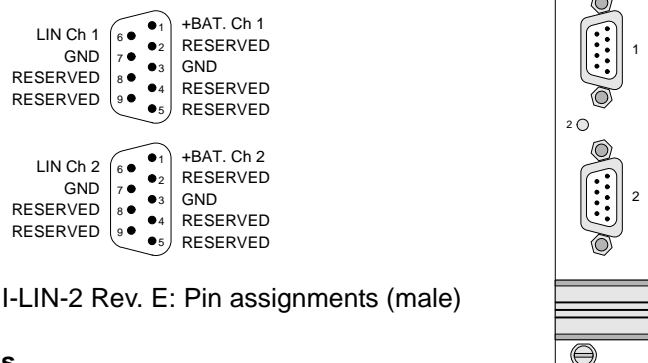 LIN Ch 1
GND
RESERVED
RESERVED
6
7
8
9
1
2
3
4
5
+BAT. Ch 1
RESERVED
GND
RESERVED
RESERVED
1
2
LIN Ch 2
GND
RESERVED
RESERVED
6
7
8
9
1
2
3
4
5
+BAT. Ch 2
RESERVED
GND
RESERVED
RESERVED
2
I-LIN-2 Rev. E: Pin assignments (male)